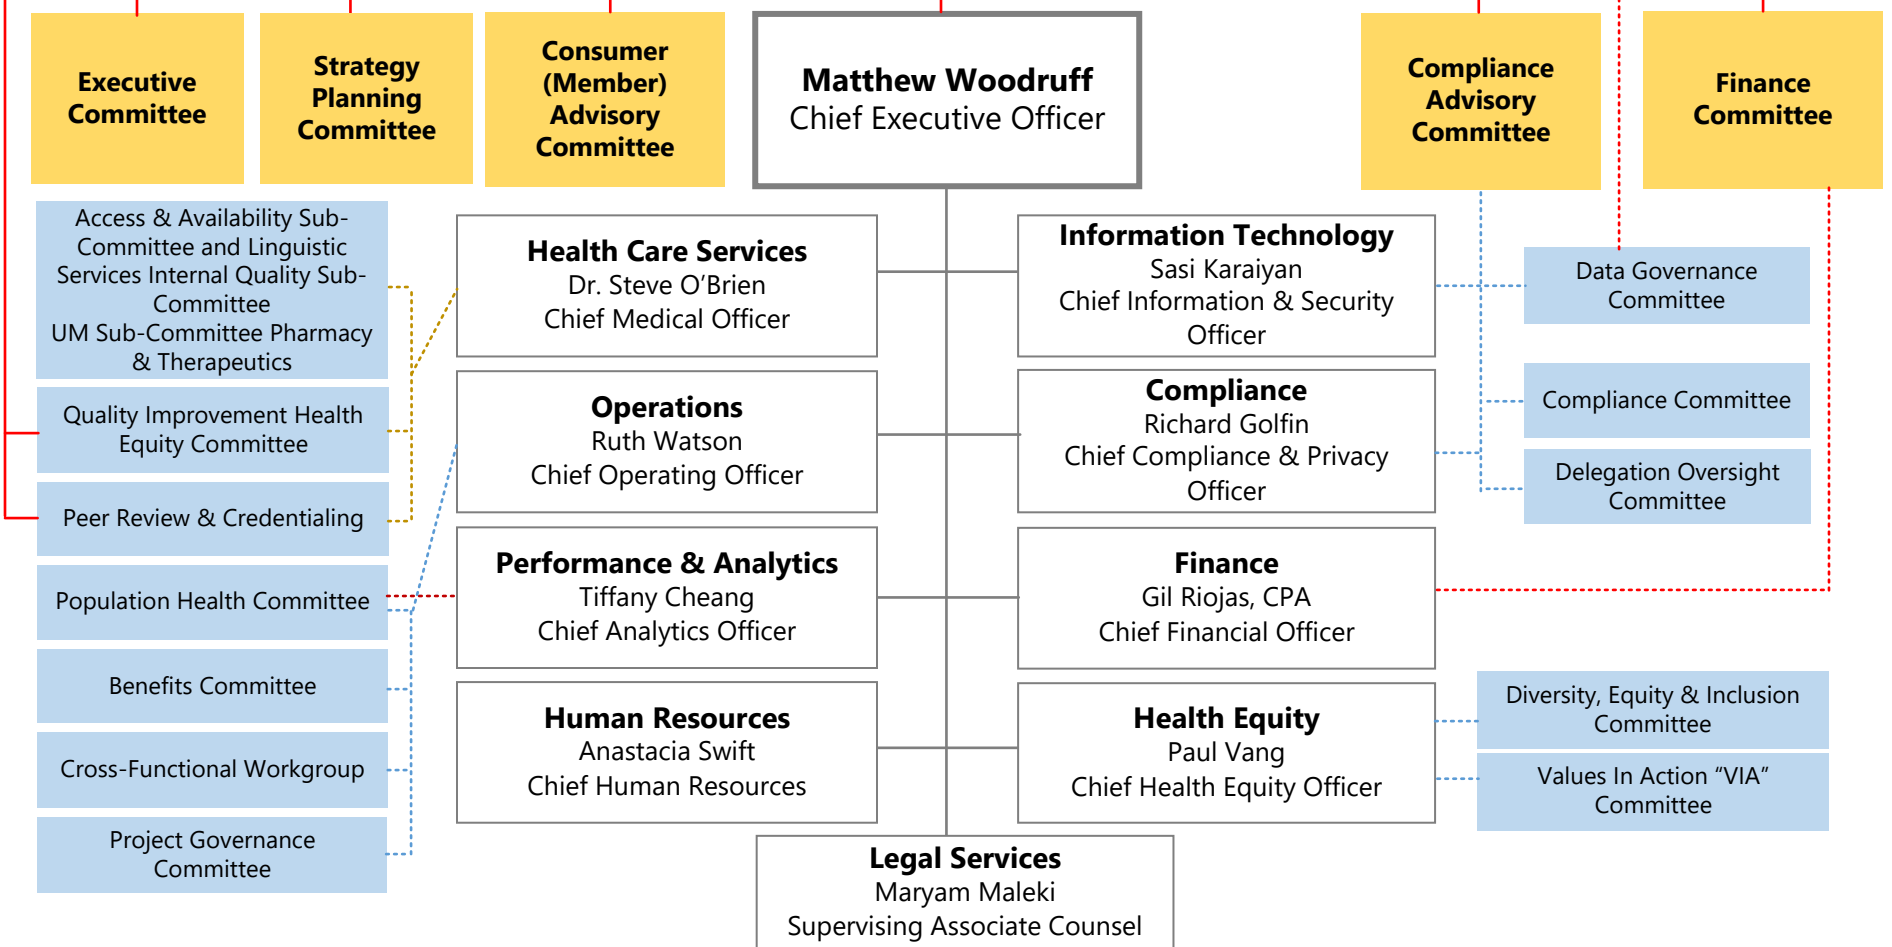 Executive
Committee
Strategy
Planning
Committee
Consumer
(Member)
Advisory
Committee
Matthew Woodruff
Chief Executive Officer
Compliance
Advisory
Committee
Finance
Committee
Access & Availability Sub-
Committee and Linguistic
Services Internal Quality Sub-
Committee
UM Sub-Committee Pharmacy
& Therapeutics
Quality Improvement Health
Equity Committee
Peer Review & Credentialing
Population Health Committee
Benefits Committee
Cross-Functional Workgroup
Project Governance
Committee
Health Care Services
Dr. Steve O’Brien
Chief Medical Officer
Operations
Ruth Watson
Chief Operating Officer
Performance & Analytics
Tiffany Cheang
Chief Analytics Officer
Human Resources
Anastacia Swift
Chief Human Resources
Information Technology
Sasi Karaiyan
Chief Information & Security
Officer
Compliance
Richard Golfin
Chief Compliance & Privacy
Officer
Finance
Gil Riojas, CPA
Chief Financial Officer
Health Equity
Paul Vang
Chief Health Equity Officer
Data Governance
Committee
Compliance Committee
Delegation Oversight
Committee
Diversity, Equity & Inclusion
Committee
Values In Action “VIA”
Committee
Legal Services
Maryam Maleki
Supervising Associate Counsel